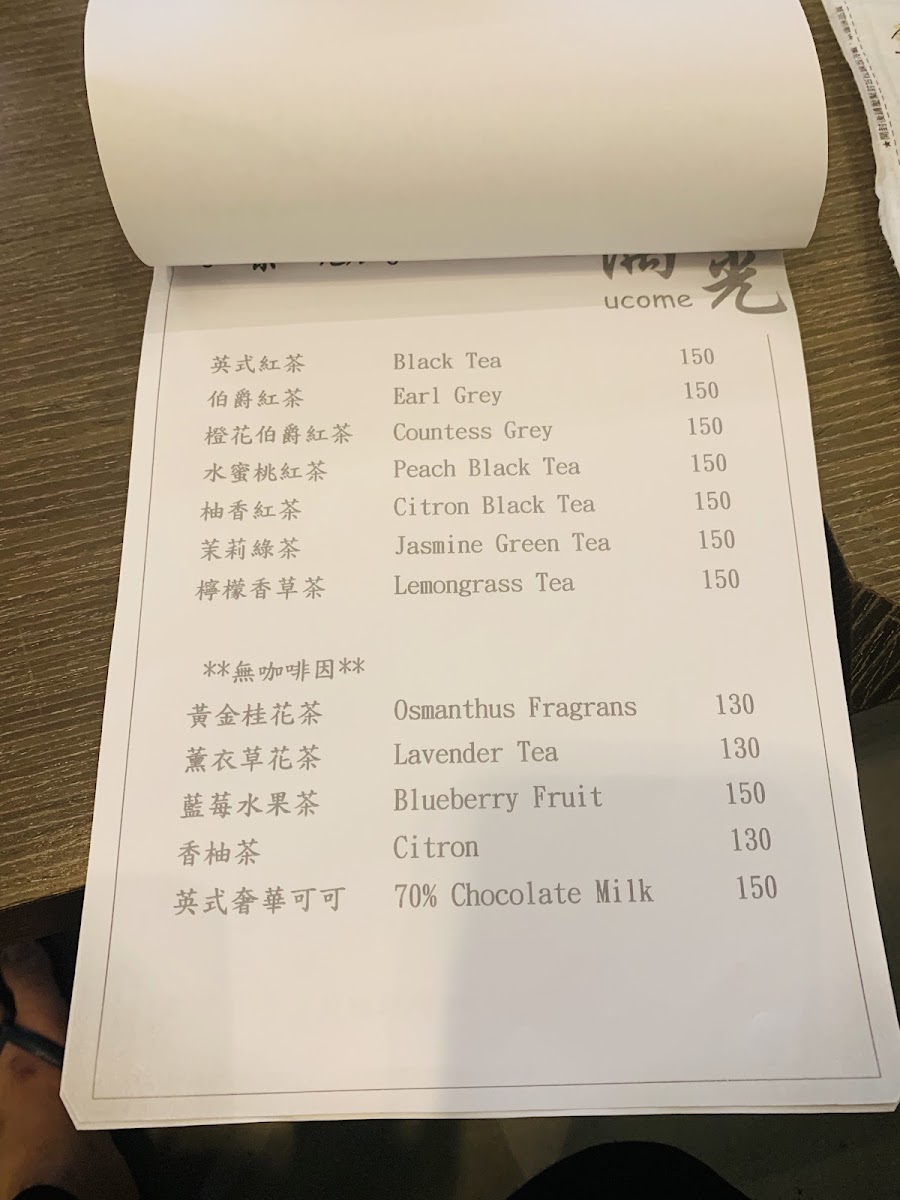 滿光
ucome
英式紅茶 Black Tea 150
伯爵紅茶 Earl Grey 150
橙花伯爵紅茶 Countess Grey 150
水蜜桃紅茶 Peach Black Tea 150
柚香紅茶 Citron Black Tea 150
茉莉綠茶 Jasmine Green Tea 150
檸檬香草茶 Lemongrass Tea 150
**無咖啡因**
黃金桂花茶 Osmanthus Fragrans 130
薰衣草花茶 Lavender Tea 130
藍莓水果茶 Blueberry Fruit 150
香柚茶 Citron 130
英式奢華可可 70% Chocolate Milk 150